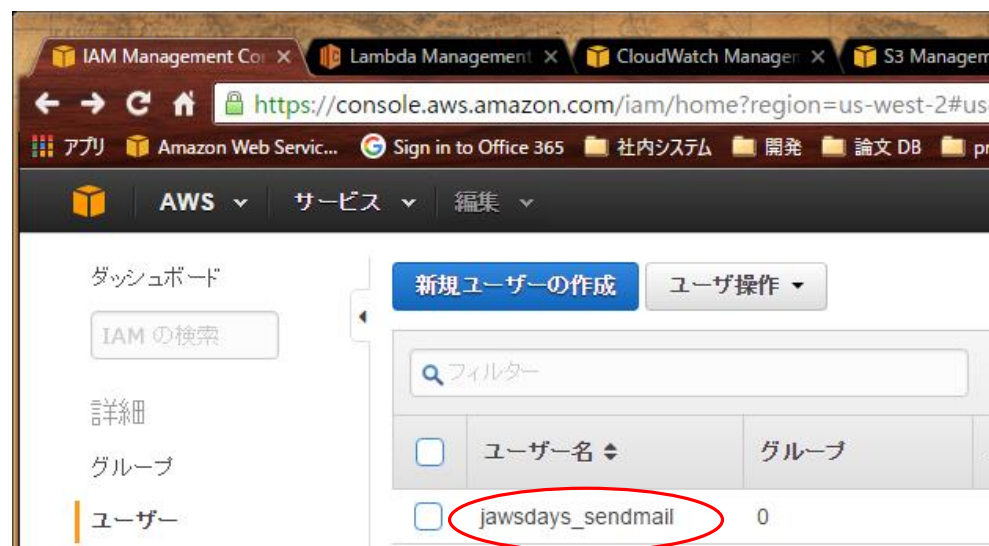 IAM Management Co
Lambda Management
CloudWatch Manager
S3 Managem
https://console.aws.amazon.com/iam/home?region=us-west-2#us
アプリ
Amazon Web Servic...
Sign in to Office 365
社内システム
開発
論文 DB
pr
AWS
サービス
編集
ダッシュボード
新規ユーザーの作成
ユーザ操作
IAM の検索
フィルター
詳細
ユーザー名
グループ
グループ
ユーザー
jawsdays_sendmail
0